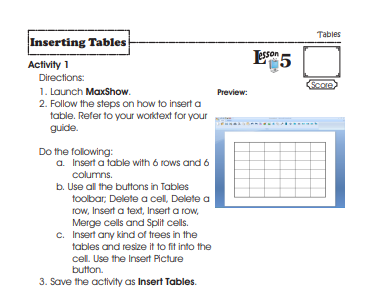 Tables
Inserting Tables
Lesson 5
Score
Activity 1
Directions:
1. Launch MaxShow.
2. Follow the steps on how to insert a
table. Refer to your worktext for your
guide.
Preview:
Do the following:
a. Insert a table with 6 rows and 6
columns.
b. Use all the buttons in Tables
toolbar; Delete a cell, Delete a
row, Insert a text, Insert a row,
Merge cells and Split cells.
c. Insert any kind of trees in the
tables and resize it to fit into the
cell. Use the Insert Picture
button.
3. Save the activity as Insert Tables.